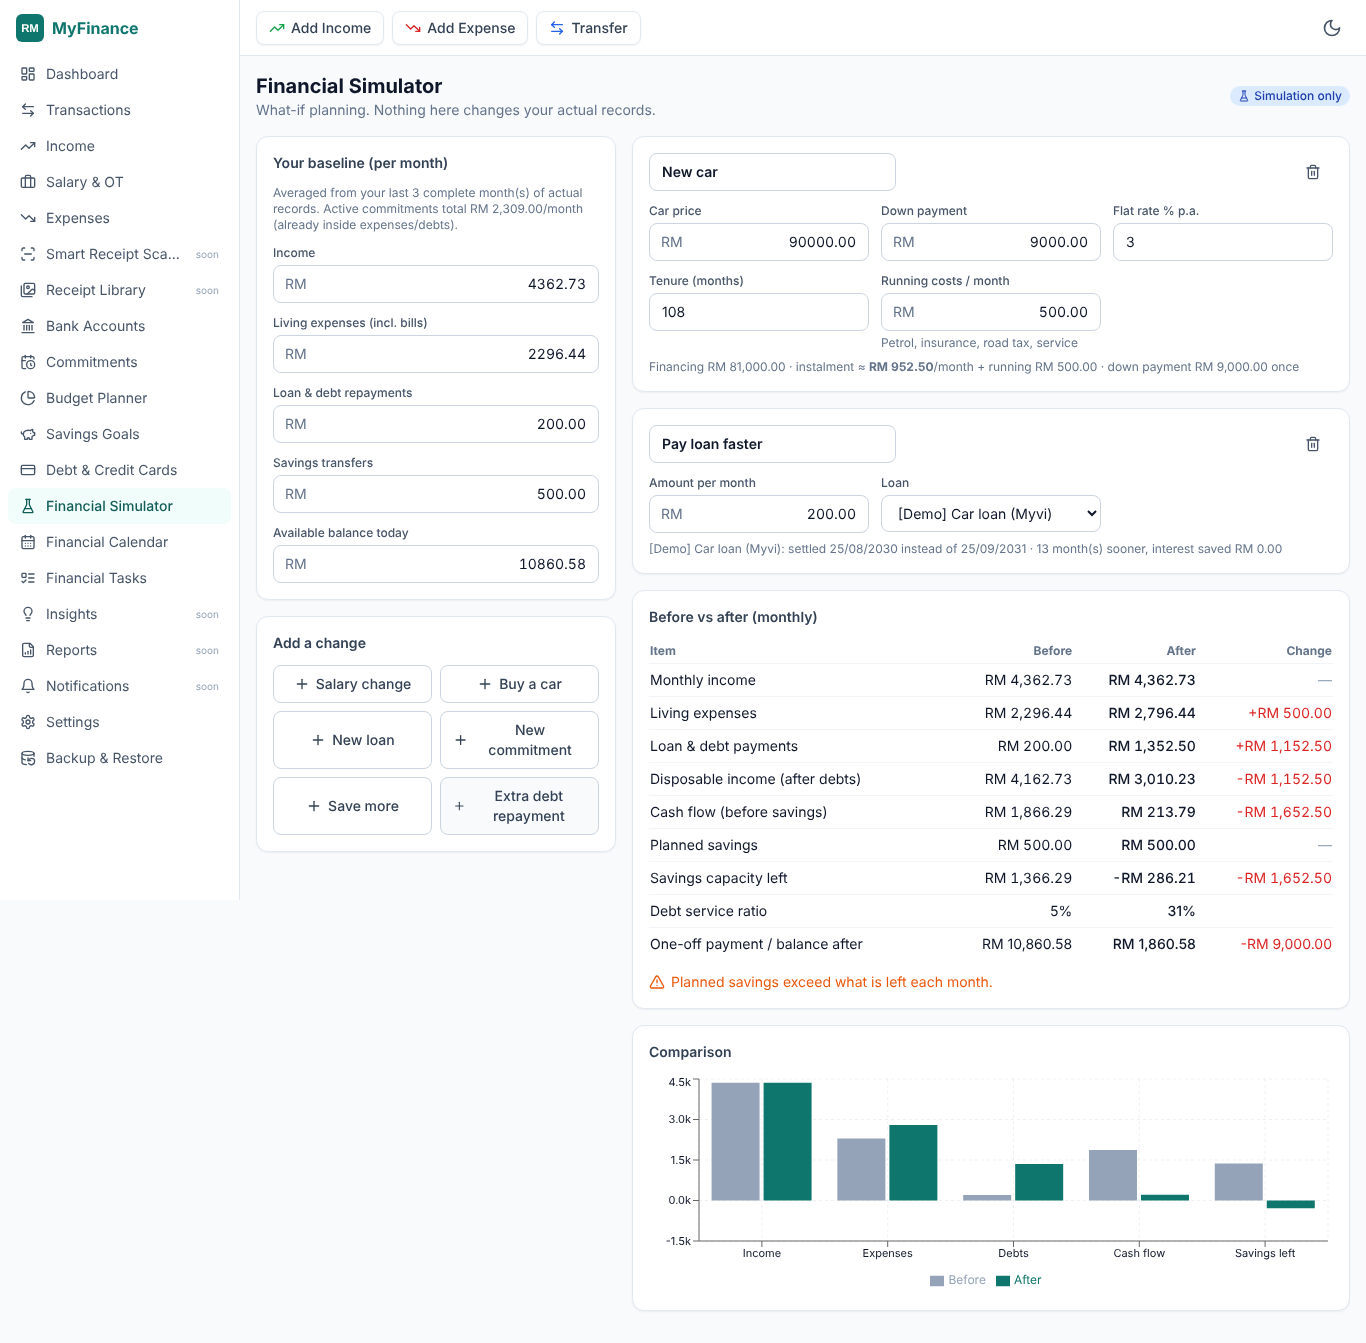 RM MyFinance
Dashboard
Transactions
Income
Salary & OT
Expenses
Smart Receipt Sca... soon
Receipt Library soon
Bank Accounts
Commitments
Budget Planner
Savings Goals
Debt & Credit Cards
Financial Simulator
Financial Calendar
Financial Tasks
Insights soon
Reports soon
Notifications soon
Settings
Backup & Restore
Add Income Add Expense Transfer
Financial Simulator
What-if planning. Nothing here changes your actual records.
Simulation only
Your baseline (per month)
Averaged from your last 3 complete month(s) of actual
records. Active commitments total RM 2,309.00/month
(already inside expenses/debts).
Income
RM 4362.73
Living expenses (incl. bills)
RM 2296.44
Loan & debt repayments
RM 200.00
Savings transfers
RM 500.00
Available balance today
RM 10860.58
Add a change
+ Salary change + Buy a car
+ New loan + New
commitment
+ Save more + Extra debt
repayment
New car
Car price Down payment Flat rate % p.a.
RM 90000.00 RM 9000.00 3
Tenure (months) Running costs / month
108 RM 500.00
Petrol, insurance, road tax, service
Financing RM 81,000.00 · instalment ≈ RM 952.50/month + running RM 500.00 · down payment RM 9,000.00 once
Pay loan faster
Amount per month Loan
RM 200.00 [Demo] Car loan (Myvi)
[Demo] Car loan (Myvi): settled 25/08/2030 instead of 25/09/2031 · 13 month(s) sooner, interest saved RM 0.00
Before vs after (monthly)
Item Before After Change
Monthly income RM 4,362.73 RM 4,362.73 —
Living expenses RM 2,296.44 RM 2,796.44 +RM 500.00
Loan & debt payments RM 200.00 RM 1,352.50 +RM 1,152.50
Disposable income (after debts) RM 4,162.73 RM 3,010.23 -RM 1,152.50
Cash flow (before savings) RM 1,866.29 RM 213.79 -RM 1,652.50
Planned savings RM 500.00 RM 500.00 —
Savings capacity left RM 1,366.29 -RM 286.21 -RM 1,652.50
Debt service ratio 5% 31%
One-off payment / balance after RM 10,860.58 RM 1,860.58 -RM 9,000.00
Planned savings exceed what is left each month.
Comparison
4.5k
3.0k
1.5k
0.0k
-1.5k
Income Expenses Debts Cash flow Savings left
Before After